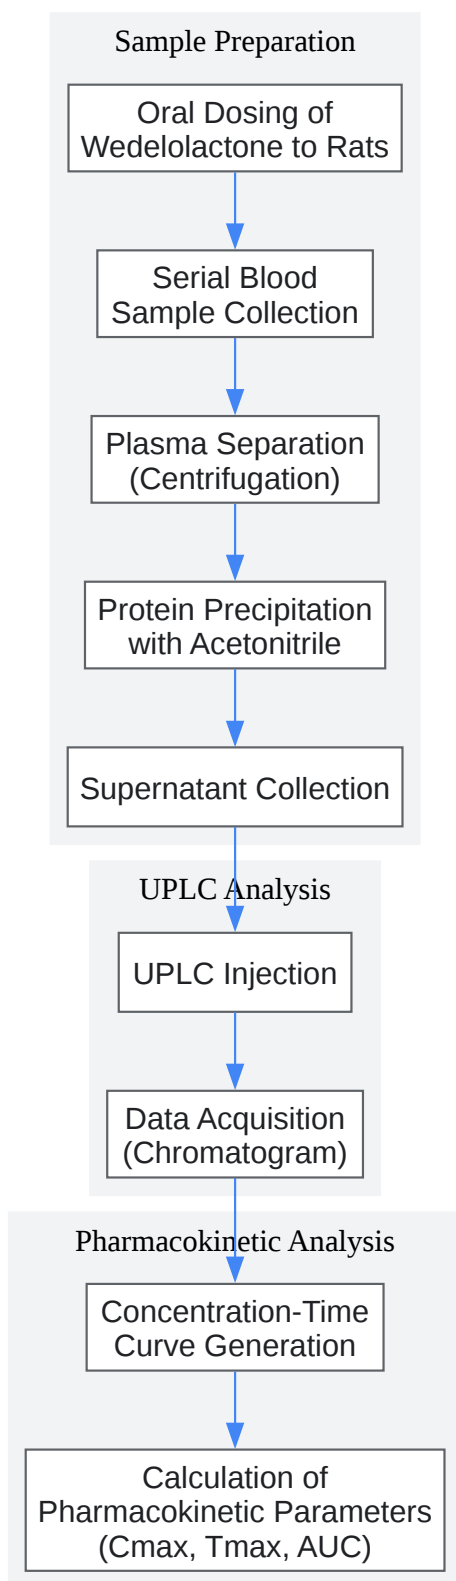 Sample Preparation
Oral Dosing of
Wedelolactone to Rats
Serial Blood
Sample Collection
Plasma Separation
(Centrifugation)
Protein Precipitation
with Acetonitrile
Supernatant Collection
UPLC Analysis
UPLC Injection
Data Acquisition
(Chromatogram)
Pharmacokinetic Analysis
Concentration-Time
Curve Generation
Calculation of
Pharmacokinetic Parameters
(Cmax, Tmax, AUC)